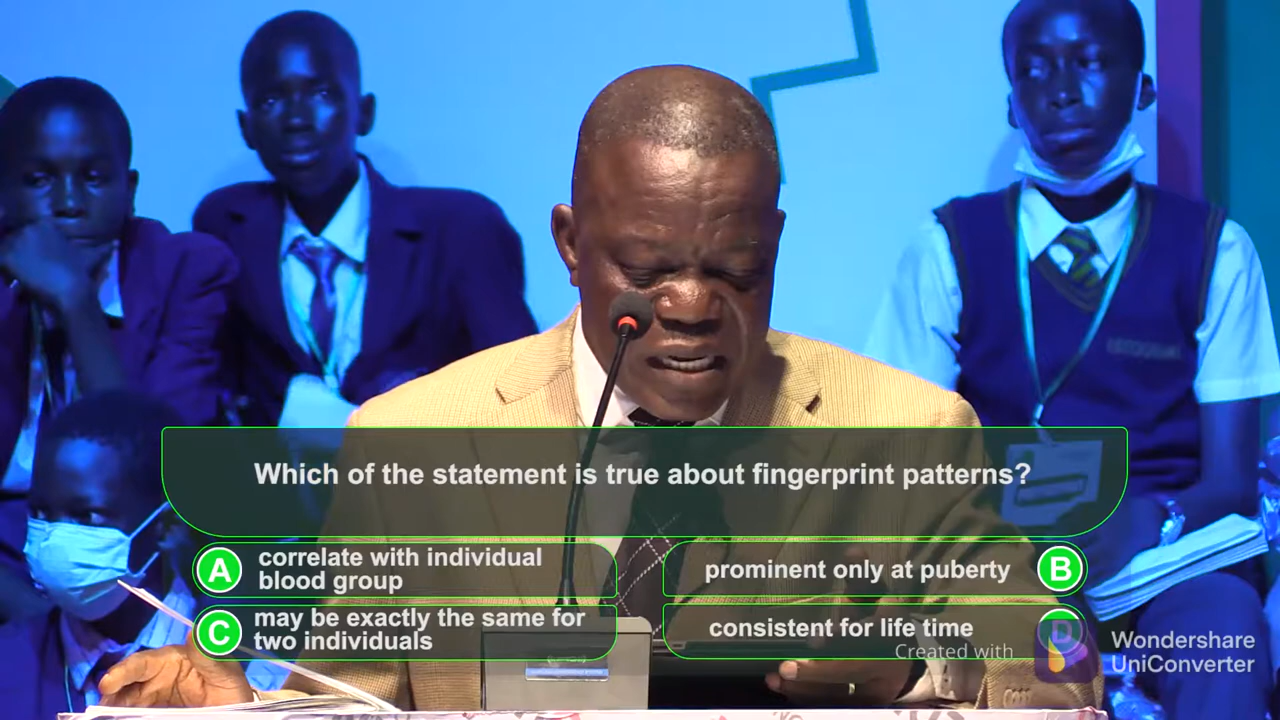 Which of the statement is true about fingerprint patterns?
A correlate with individual
blood group
prominent only at puberty B
C may be exactly the same for
two individuals
consistent for life time D
Created with
Wondershare
UniConverter